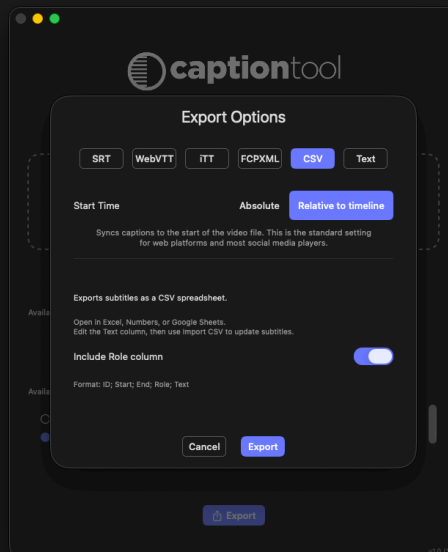 captiontool
Export Options
SRT
WebVTT
iTT
FCPXML
CSV
Text
Start Time
Absolute
Relative to timeline
Syncs captions to the start of the video file. This is the standard setting
for web platforms and most social media players.
Exports subtitles as a CSV spreadsheet.
Availa
Open in Excel, Numbers, or Google Sheets.
Edit the Text column, then use Import CSV to update subtitles.
Include Role column
Format: ID; Start; End; Role; Text
Availa
Cancel
Export
Export